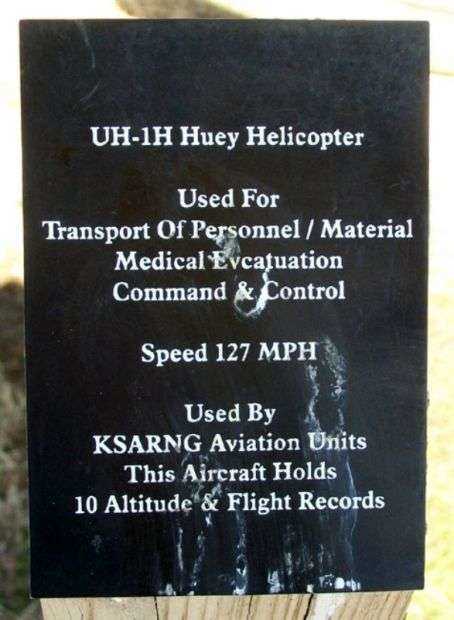 UH-1H Huey Helicopter
Used For
Transport Of Personnel / Material
Medical Evcatuation
Command & Control
Speed 127 MPH
Used By
KSARNG Aviation Units
This Aircraft Holds
10 Altitude & Flight Records